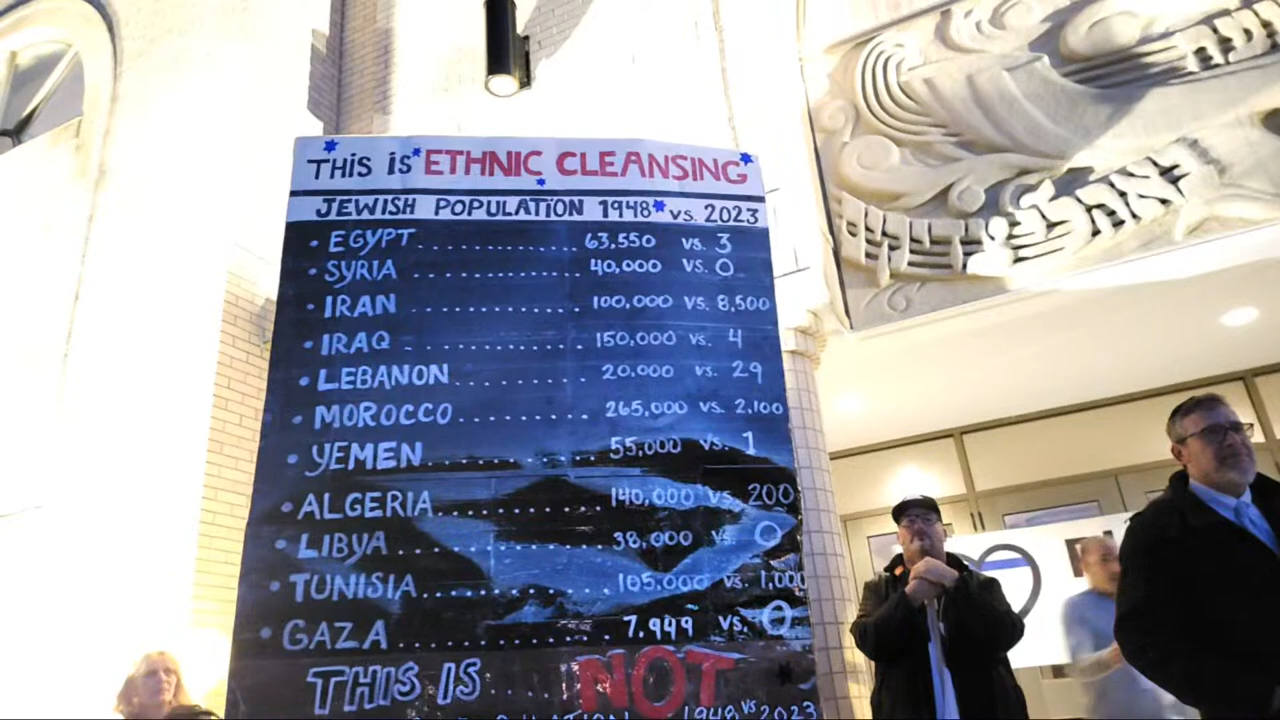 THIS IS ETHNIC CLEANSING
JEWISH POPULATION 1948 vs. 2023
• EGYPT............. 63,550 vs. 3
• SYRIA ............... 40,000 vs. 0
• IRAN ............... 100,000 vs. 8,500
• IRAQ ............... 150,000 vs. 4
• LEBANON............ 20,000 vs. 29
• MOROCCO .......... 265,000 vs. 2,100
• YEMEN............. 55,000 vs. 1
• ALGERIA ........... 140,000 vs. 200
• LIBYA.............. 38,000 vs. 0
• TUNISIA............ 105,000 vs. 1,000
• GAZA ............... 7.949 vs. 0
THIS IS.... NOT
1948 vs 2023